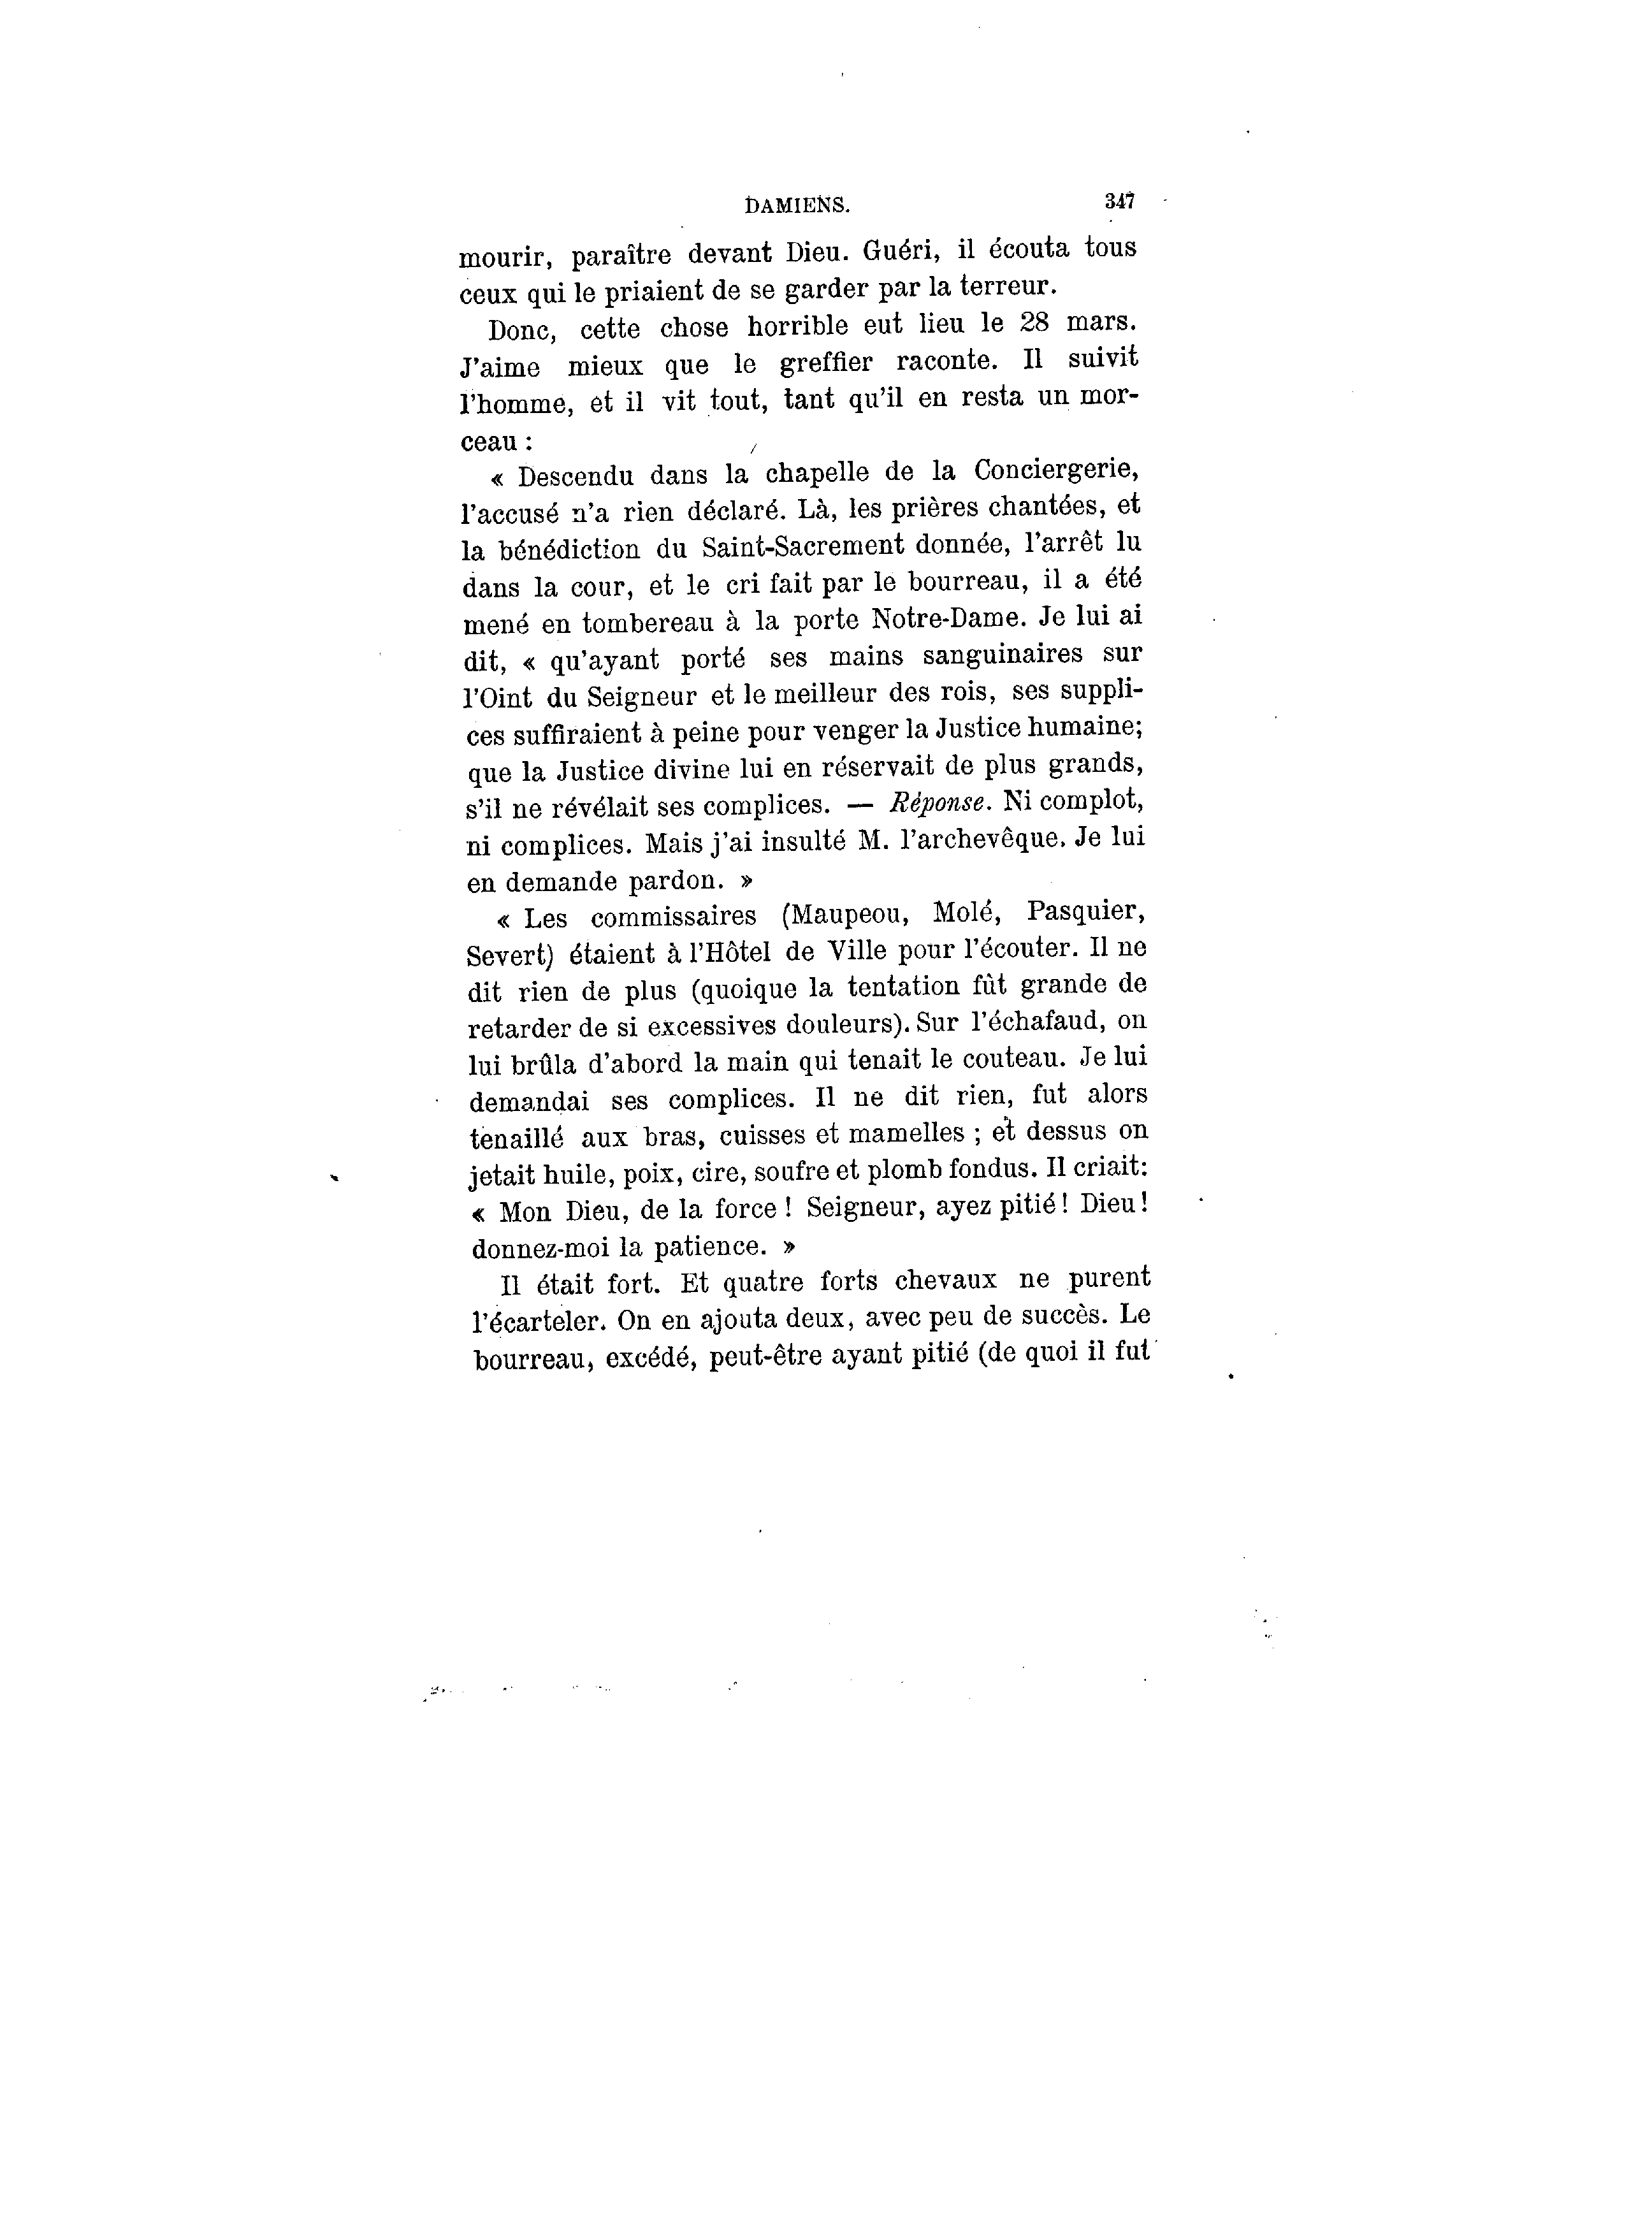 DAMIENS. 347
mourir, paraître devant Dieu. Guéri, il écouta tous
ceux qui le priaient de se garder par la terreur.
Donc, cette chose horrible eut lieu le 28 mars.
J'aime mieux que le greffier raconte. Il suivit
l'homme, et il vit tout, tant qu'il en resta un mor-
ceau :
« Descendu dans la chapelle de la Conciergerie,
l'accusé n'a rien déclaré. Là, les prières chantées, et
la bénédiction du Saint-Sacrement donnée, l'arrêt lu
dans la cour, et le cri fait par le bourreau, il a été
mené en tombereau à la porte Notre-Dame. Je lui ai
dit, « qu'ayant porté ses mains sanguinaires sur
l'Oint du Seigneur et le meilleur des rois, ses suppli-
ces suffiraient à peine pour venger la Justice humaine;
que la Justice divine lui en réservait de plus grands,
s'il ne révélait ses complices. — Réponse. Ni complot,
ni complices. Mais j'ai insulté M. l'archevêque. Je lui
en demande pardon. »
« Les commissaires (Maupeou, Molé, Pasquier,
Severt) étaient à l'Hôtel de Ville pour l'écouter. Il ne
dit rien de plus (quoique la tentation fût grande de
retarder de si excessives douleurs). Sur l'échafaud, on
lui brûla d'abord la main qui tenait le couteau. Je lui
demandai ses complices. Il ne dit rien, fut alors
tenaillé aux bras, cuisses et mamelles ; et dessus on
jetait huile, poix, cire, soufre et plomb fondus. Il criait:
« Mon Dieu, de la force ! Seigneur, ayez pitié! Dieu!
donnez-moi la patience. »
Il était fort. Et quatre forts chevaux ne purent
l'écarteler. On en ajouta deux, avec peu de succès. Le
bourreau, excédé, peut-être ayant pitié (de quoi il fut